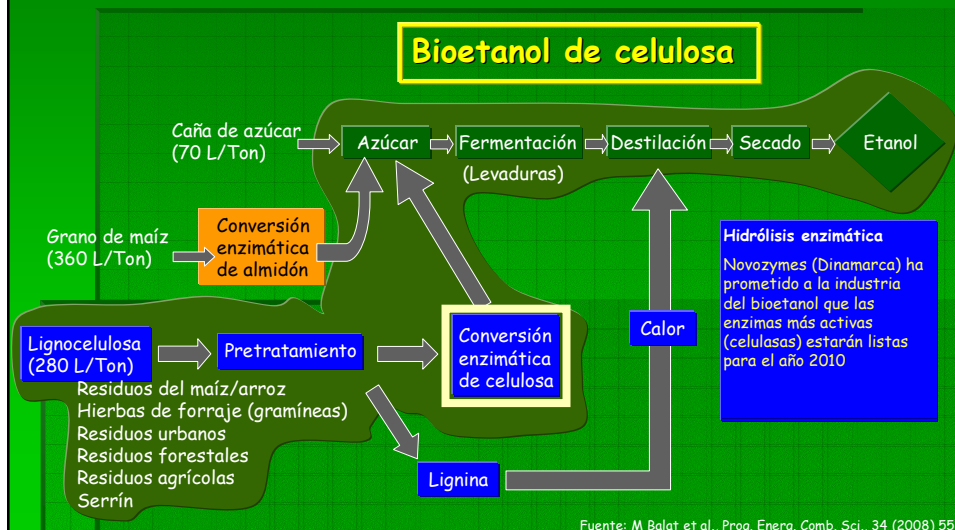 Bioetanol de celulosa
Caña de azúcar
(70 L/Ton)
Azúcar
Fermentación
(Levaduras)
Destilación
Secado
Etanol
Grano de maíz
(360 L/Ton)
Conversión
enzimática
de almidón
Hidrólisis enzimática
Novozymes (Dinamarca) ha
prometido a la industria
del bioetanol que las
enzimas más activas
(celulasas) estarán listas
para el año 2010
Lignocelulosa
(280 L/Ton)
Pretratamiento
Conversión
enzimática
de celulosa
Calor
Residuos del maíz/arroz
Hierbas de forraje (gramíneas)
Residuos urbanos
Residuos forestales
Residuos agrícolas
Serrín
Lignina
Fuente: M Balat et al., Prog. Energ. Comb. Sci., 34 (2008) 55